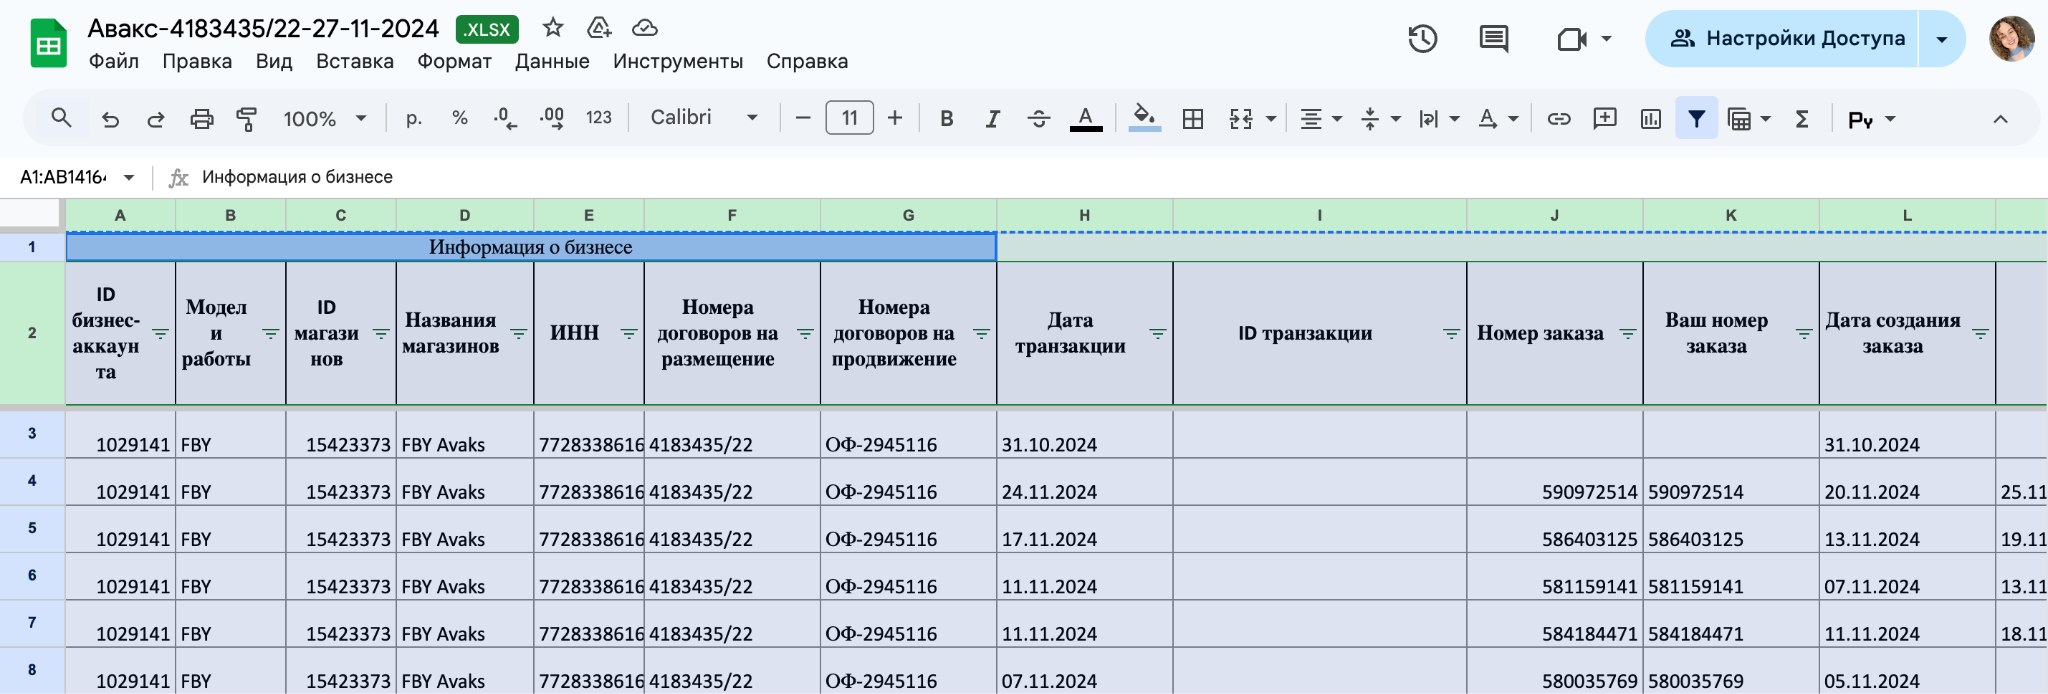 Авакс-4183435/22-27-11-2024 .XLSX
Файл Правка Вид Вставка Формат Данные Инструменты Справка
Настройки Доступа
100% р. % .0 .00 123 Calibri 11 B I A Σ Ру
A1:AB1416 fx Информация о бизнесе
A B C D E F G H I J K L
1 Информация о бизнесе
2
ID бизнес-аккаунта
Модели работы
ID магазинов
Названия магазинов
ИНН
Номера договоров на размещение
Номера договоров на продвижение
Дата транзакции
ID транзакции
Номер заказа
Ваш номер заказа
Дата создания заказа
3 1029141 FBY 15423373 FBY Avaks 7728338616 4183435/22 ОФ-2945116 31.10.2024 31.10.2024
4 1029141 FBY 15423373 FBY Avaks 7728338616 4183435/22 ОФ-2945116 24.11.2024 590972514 590972514 20.11.2024 25.11
5 1029141 FBY 15423373 FBY Avaks 7728338616 4183435/22 ОФ-2945116 17.11.2024 586403125 586403125 13.11.2024 19.11
6 1029141 FBY 15423373 FBY Avaks 7728338616 4183435/22 ОФ-2945116 11.11.2024 581159141 581159141 07.11.2024 13.11
7 1029141 FBY 15423373 FBY Avaks 7728338616 4183435/22 ОФ-2945116 11.11.2024 584184471 584184471 11.11.2024 18.11
8 1029141 FBY 15423373 FBY Avaks 7728338616 4183435/22 ОФ-2945116 07.11.2024 580035769 580035769 05.11.2024